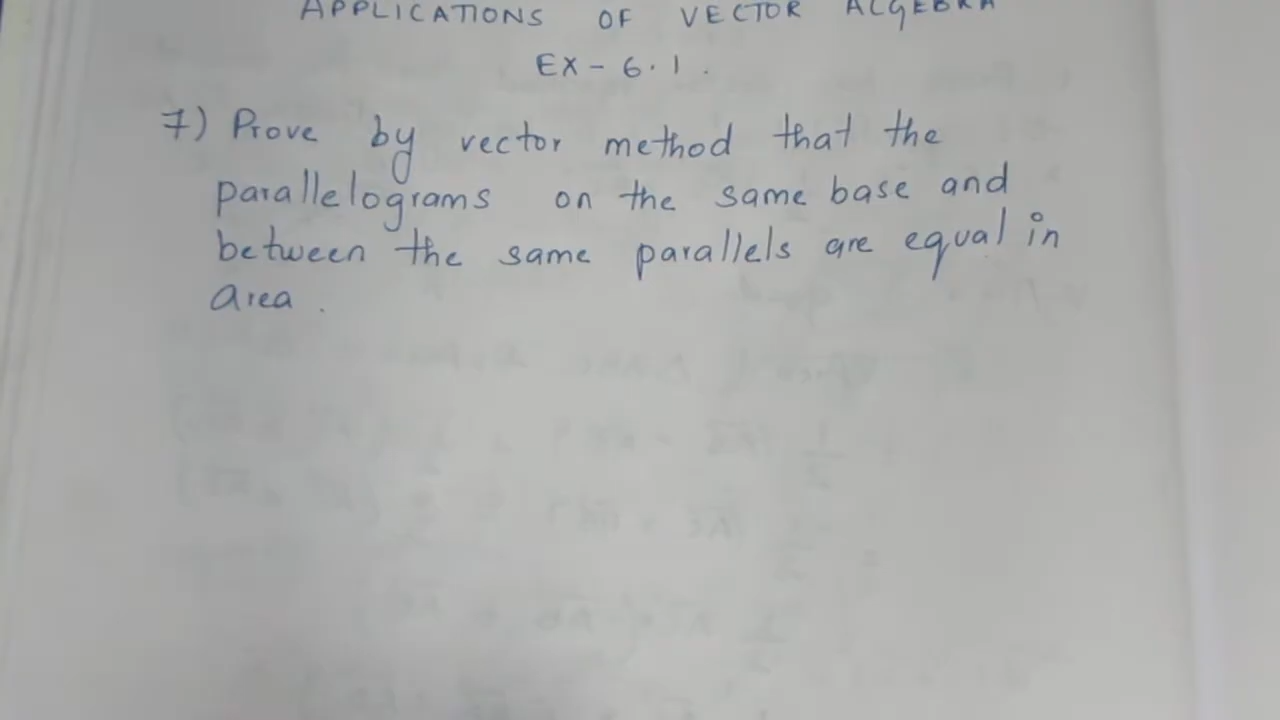 APPLICATIONS OF VECTOR ALGEBRA
EX - 6.1.
7) Prove by vector method that the
parallelograms on the same base and
between the same parallels are equal in
area.